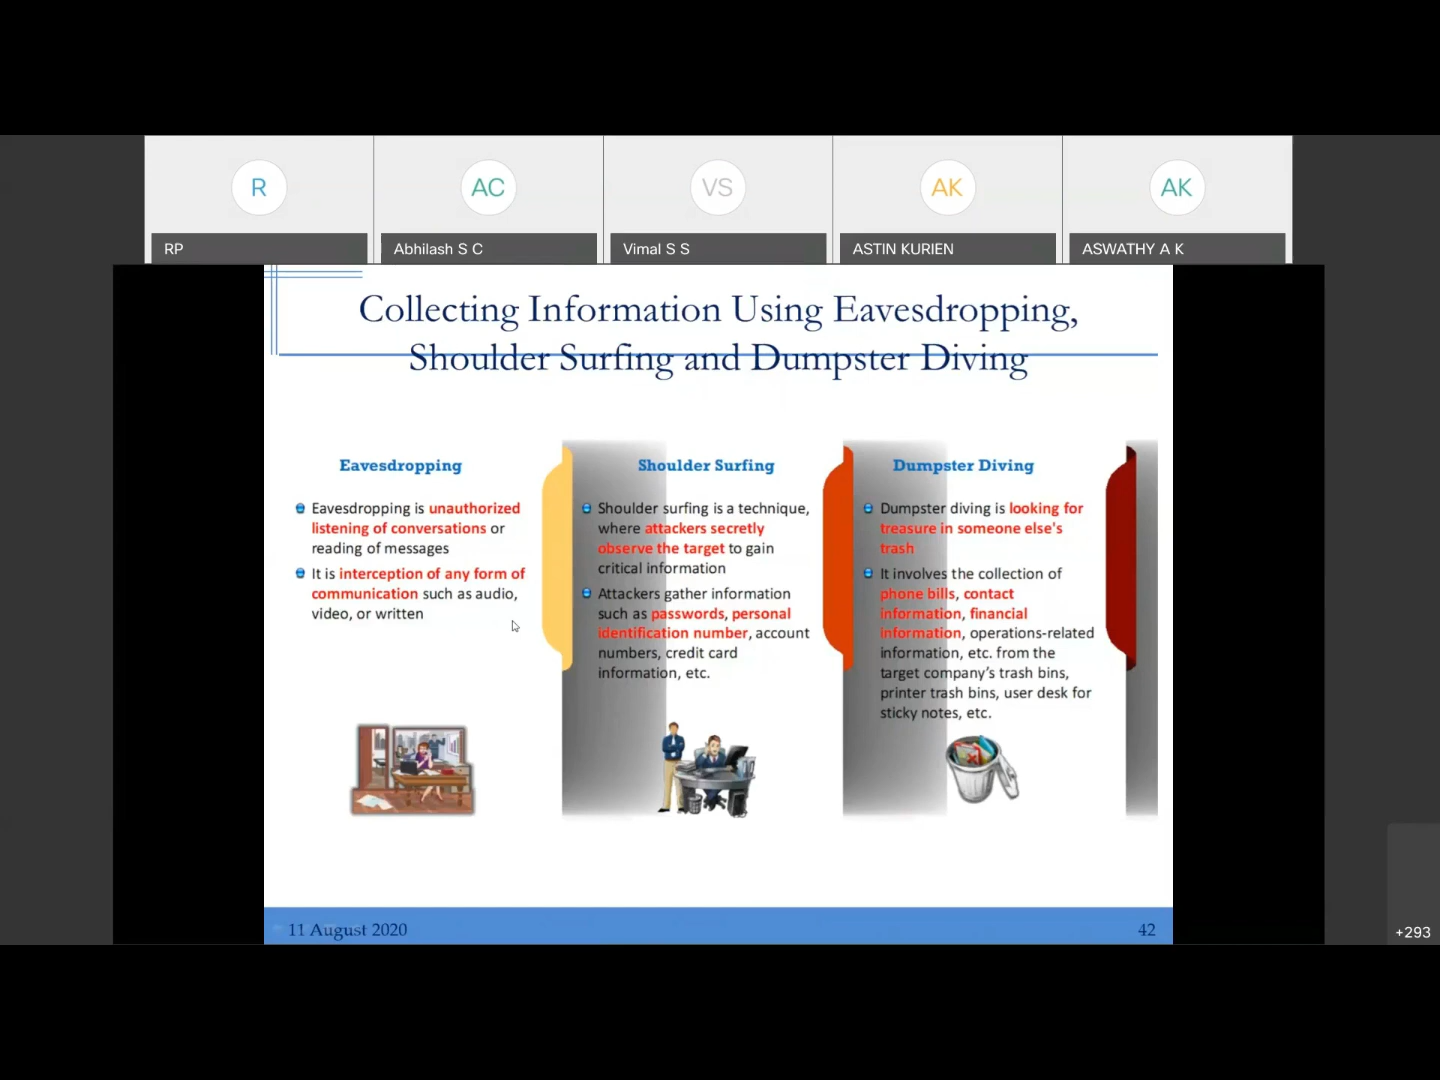 R
AC
VS
AK
AK
RP
Abhilash S C
Vimal S S
ASTIN KURIEN
ASWATHY A K
Collecting Information Using Eavesdropping,
Shoulder Surfing and Dumpster Diving
Eavesdropping
Eavesdropping is unauthorized
listening of conversations or
reading of messages
It is interception of any form of
communication such as audio,
video, or written
Shoulder Surfing
Shoulder surfing is a technique,
where attackers secretly
observe the target to gain
critical information
Attackers gather information
such as passwords, personal
identification number, account
numbers, credit card
information, etc.
Dumpster Diving
Dumpster diving is looking for
treasure in someone else's
trash
It involves the collection of
phone bills, contact
information, financial
information, operations-related
information, etc. from the
target company's trash bins,
printer trash bins, user desk for
sticky notes, etc.
11 August 2020
42
+293